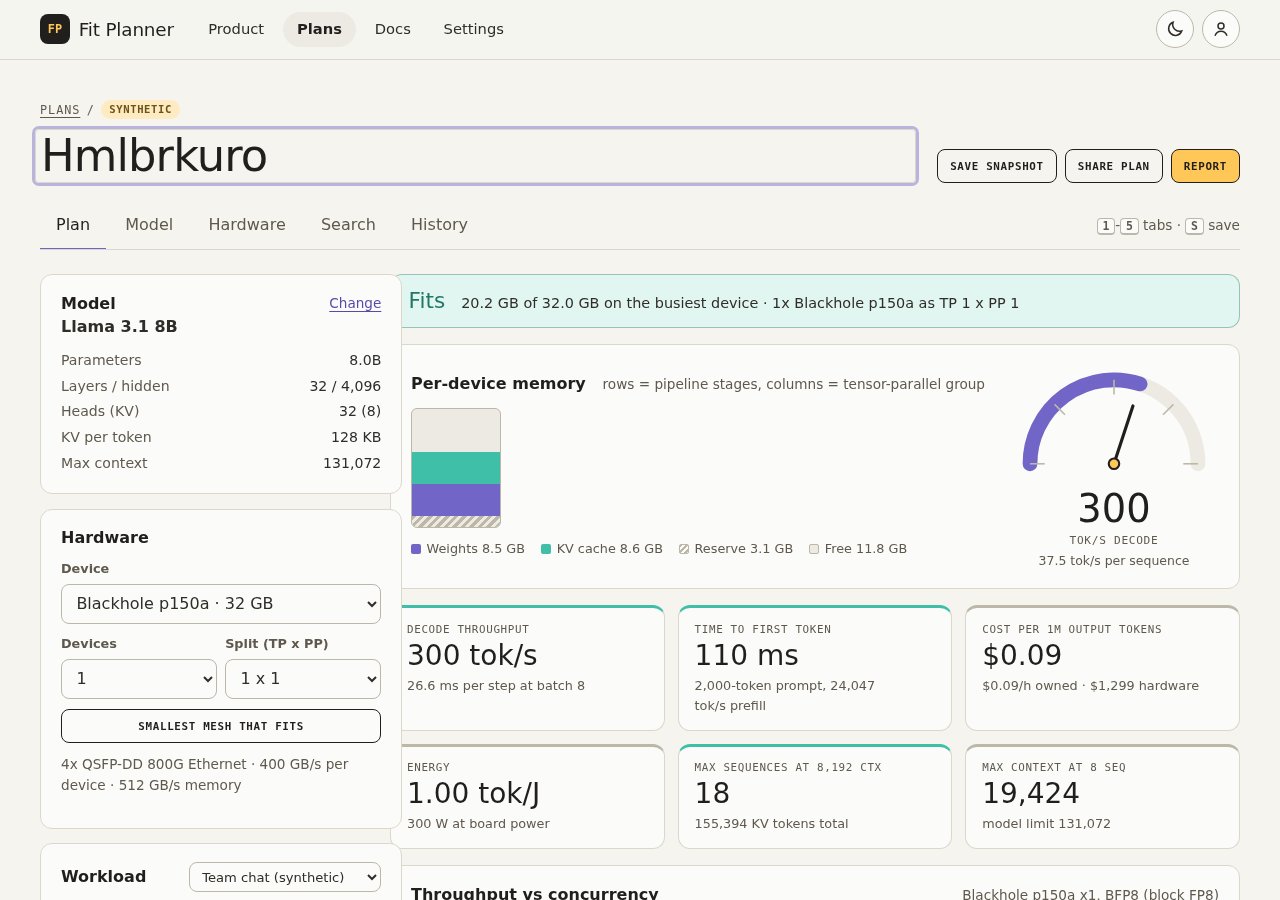 FP Fit Planner Product Plans Docs Settings
PLANS / SYNTHETIC
Hmlbrkuro
SAVE SNAPSHOT SHARE PLAN REPORT
Plan Model Hardware Search History
1-5 tabs · S save
Model Change
Llama 3.1 8B
Parameters 8.0B
Layers / hidden 32 / 4,096
Heads (KV) 32 (8)
KV per token 128 KB
Max context 131,072
Hardware
Device
Blackhole p150a · 32 GB
Devices Split (TP x PP)
1 1 x 1
SMALLEST MESH THAT FITS
4x QSFP-DD 800G Ethernet · 400 GB/s per
device · 512 GB/s memory
Workload Team chat (synthetic)
Fits 20.2 GB of 32.0 GB on the busiest device · 1x Blackhole p150a as TP 1 x PP 1
Per-device memory rows = pipeline stages, columns = tensor-parallel group
Weights 8.5 GB KV cache 8.6 GB Reserve 3.1 GB Free 11.8 GB
300
TOK/S DECODE
37.5 tok/s per sequence
DECODE THROUGHPUT
300 tok/s
26.6 ms per step at batch 8
TIME TO FIRST TOKEN
110 ms
2,000-token prompt, 24,047
tok/s prefill
COST PER 1M OUTPUT TOKENS
$0.09
$0.09/h owned · $1,299 hardware
ENERGY
1.00 tok/J
300 W at board power
MAX SEQUENCES AT 8,192 CTX
18
155,394 KV tokens total
MAX CONTEXT AT 8 SEQ
19,424
model limit 131,072
Throughput vs concurrency Blackhole p150a x1, BFP8 (block FP8)